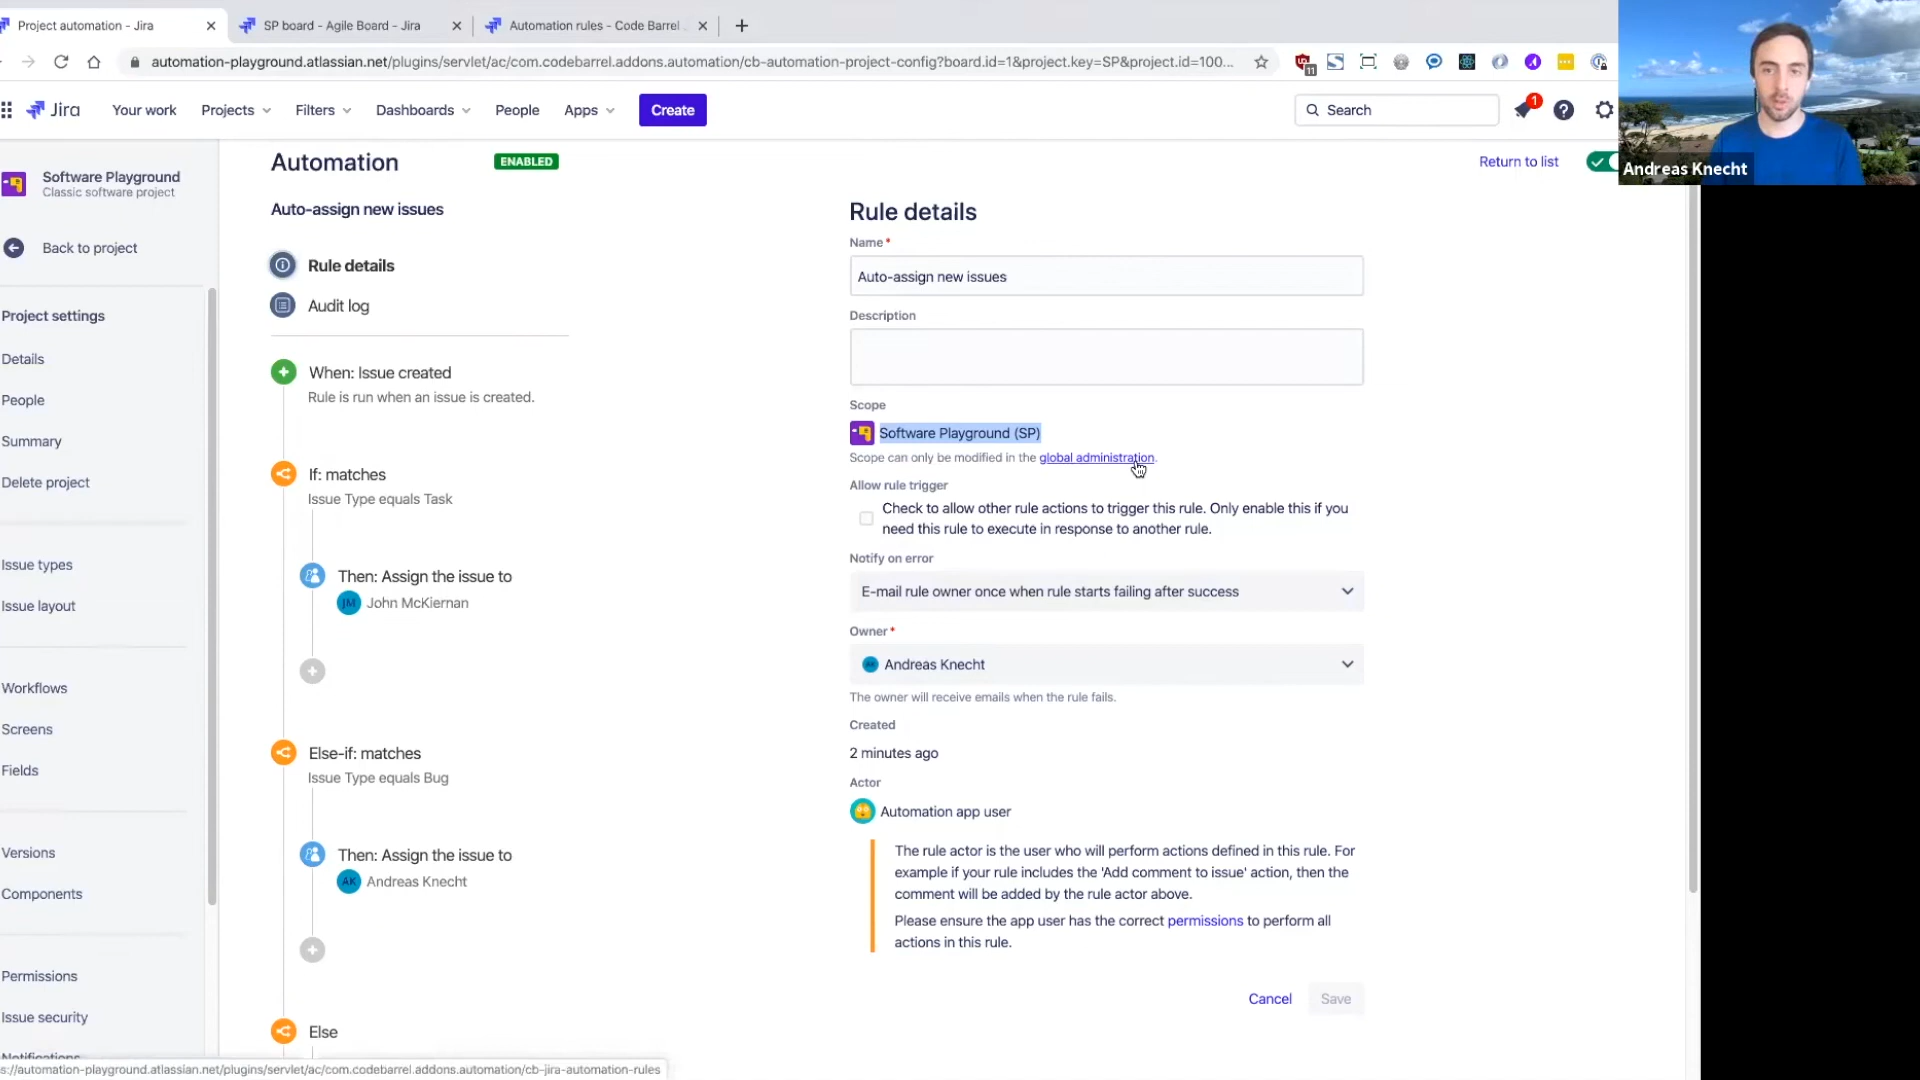 Project automation - Jira
SP board - Agile Board - Jira
Automation rules - Code Barrel
automation-playground.atlassian.net/plugins/servlet/ac/com.codebarrel.addons.automation/cb-automation-project-config?board.id=1&project.key=SP&project.id=100...
11
Jira
Your work
Projects
Filters
Dashboards
People
Apps
Create
Search
1
Andreas Knecht
Software Playground
Classic software project
Back to project
Project settings
Details
People
Summary
Delete project
Issue types
Issue layout
Workflows
Screens
Fields
Versions
Components
Permissions
Issue security
Notifications
Automation
ENABLED
Return to list
Auto-assign new issues
Rule details
Audit log
When: Issue created
Rule is run when an issue is created.
If: matches
Issue Type equals Task
Then: Assign the issue to
JM
John McKiernan
Else-if: matches
Issue Type equals Bug
Then: Assign the issue to
AK
Andreas Knecht
Else
Rule details
Name*
Auto-assign new issues
Description
Scope
Software Playground (SP)
Scope can only be modified in the global administration.
Allow rule trigger
Check to allow other rule actions to trigger this rule. Only enable this if you
need this rule to execute in response to another rule.
Notify on error
E-mail rule owner once when rule starts failing after success
Owner*
Andreas Knecht
The owner will receive emails when the rule fails.
Created
2 minutes ago
Actor
Automation app user
The rule actor is the user who will perform actions defined in this rule. For
example if your rule includes the 'Add comment to issue' action, then the
comment will be added by the rule actor above.
Please ensure the app user has the correct permissions to perform all
actions in this rule.
Cancel
Save
s://automation-playground.atlassian.net/plugins/servlet/ac/com.codebarrel.addons.automation/cb-jira-automation-rules